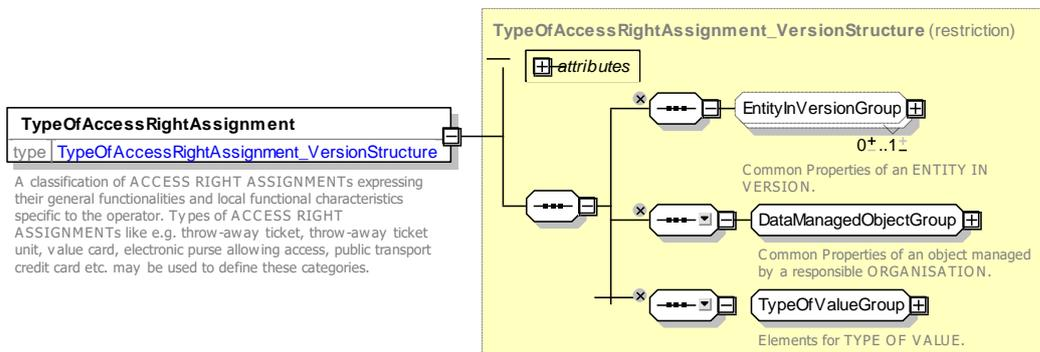 TypeOfAccessRightAssignment_VersionStructure (restriction)
attributes
EntityInVersionGroup
0+..1+
Common Properties of an ENTITY IN
VERSION.
TypeOfAccessRightAssignment
type TypeOfAccessRightAssignment_VersionStructure
A classification of ACCESS RIGHT ASSIGNMENTs expressing
their general functionalities and local functional characteristics
specific to the operator. Types of ACCESS RIGHT
ASSIGNMENTs like e.g. throw-away ticket, throw-away ticket
unit, value card, electronic purse allowing access, public transport
credit card etc. may be used to define these categories.
DataManagedObjectGroup
Common Properties of an object managed
by a responsible ORGANISATION.
TypeOfValueGroup
Elements for TYPE OF VALUE.